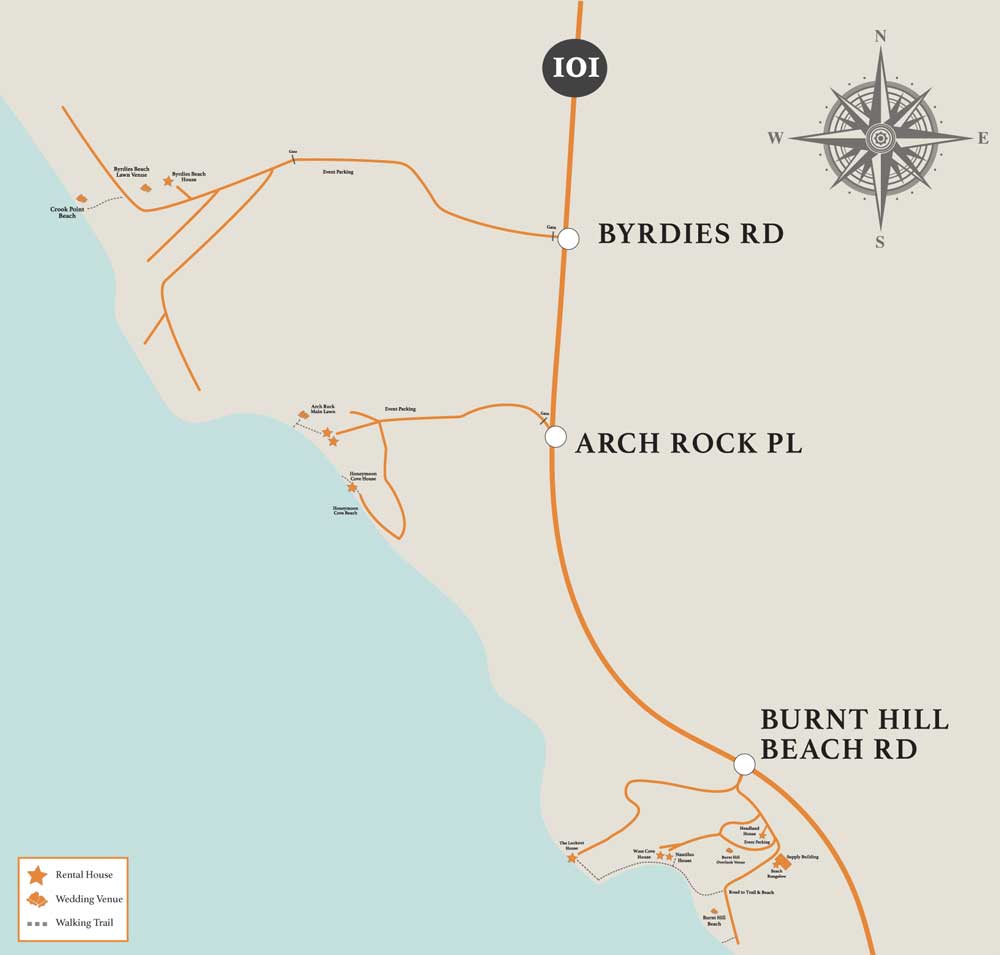 101
N
W
E
S
Gate
Event Parking
Byrdies Beach
Lawn Venue
Byrdies Beach
House
Crook Point
Beach
Gate
BYRDIES RD
Arch Rock
Main Lawn
Event Parking
Gate
ARCH ROCK PL
Honeymoon
Cove House
Honeymoon
Cove Beach
BURNT HILL
BEACH RD
The Lookout
House
West Cove
House
Nautilus
House
Headland
House
Event Parking
Burnt Hill
Overlook Venue
Supply Building
Beach
Bungalow
Road to Trail & Beach
Burnt Hill
Beach
Rental House
Wedding Venue
Walking Trail